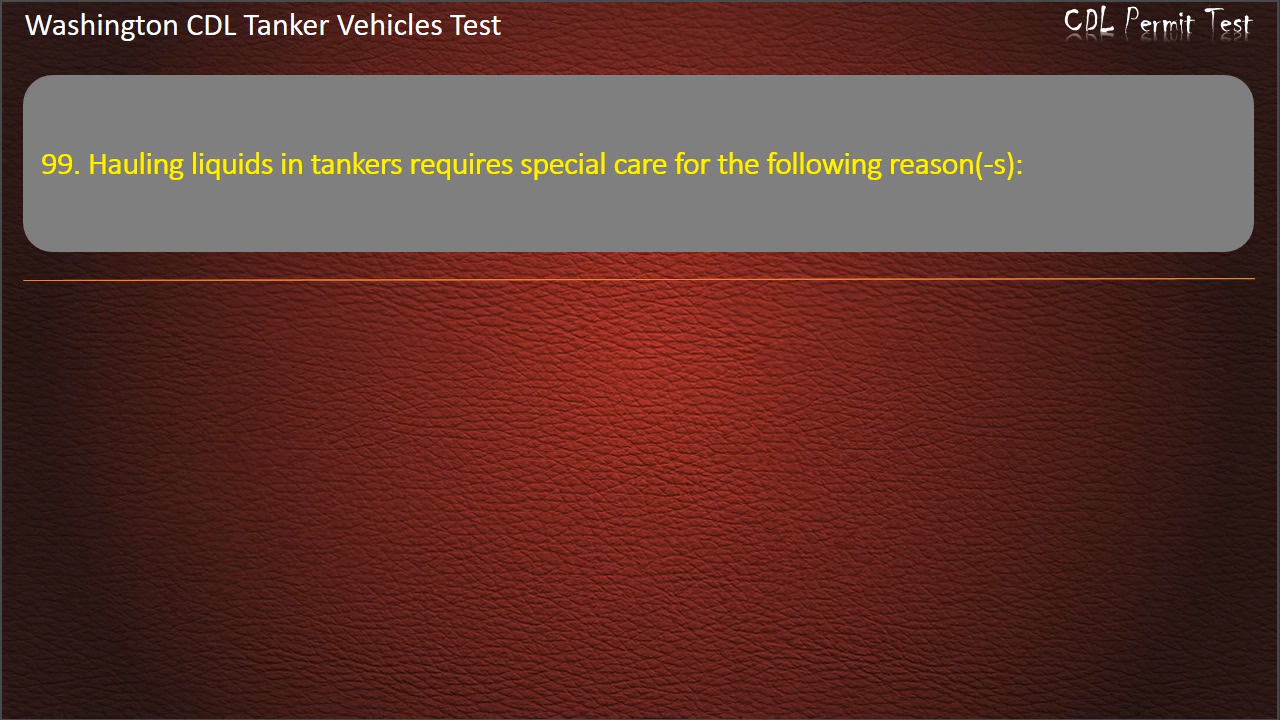 Washington CDL Tanker Vehicles Test
CDL Permit Test
99. Hauling liquids in tankers requires special care for the following reason(-s):